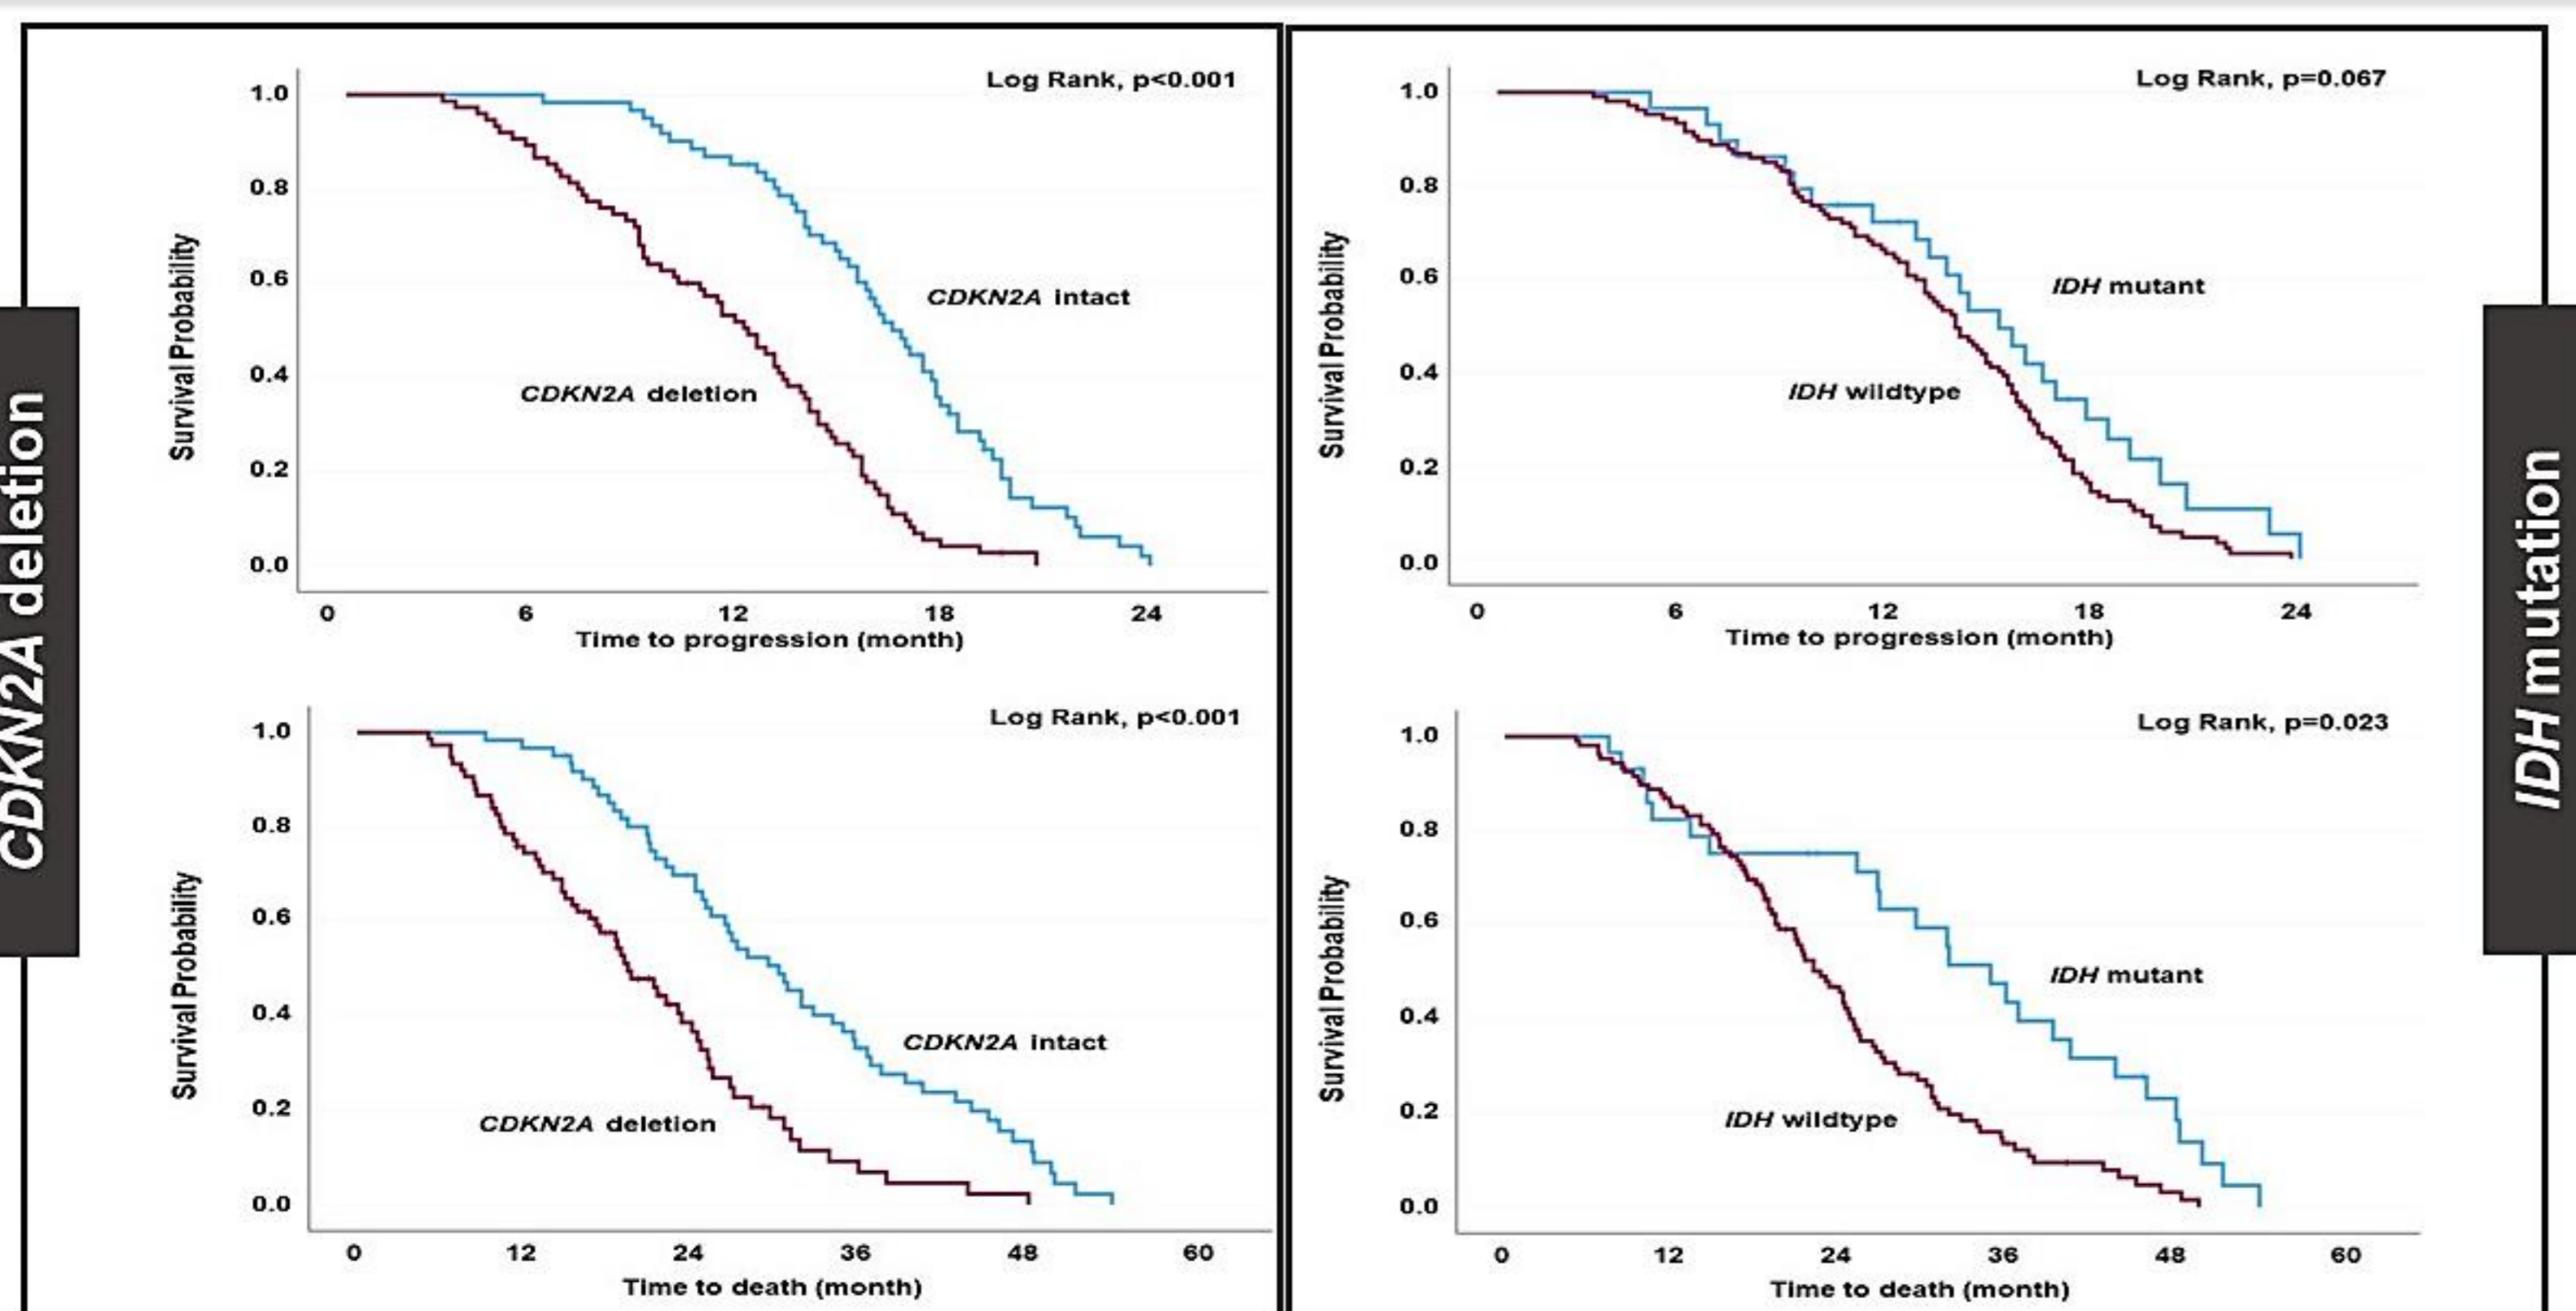 CDKN2A deletion
Log Rank, p<0.001
1.0
0.8
0.6
0.4
0.2
0.0
Survival Probability
CDKN2A intact
CDKN2A deletion
0 6 12 18 24
Time to progression (month)
Log Rank, p<0.001
1.0
0.8
0.6
0.4
0.2
0.0
Survival Probability
CDKN2A intact
CDKN2A deletion
0 12 24 36 48 60
Time to death (month)
Log Rank, p=0.067
1.0
0.8
0.6
0.4
0.2
0.0
Survival Probability
IDH mutant
IDH wildtype
0 6 12 18 24
Time to progression (month)
Log Rank, p=0.023
1.0
0.8
0.6
0.4
0.2
0.0
Survival Probability
IDH mutant
IDH wildtype
0 12 24 36 48 60
Time to death (month)
IDH mutation